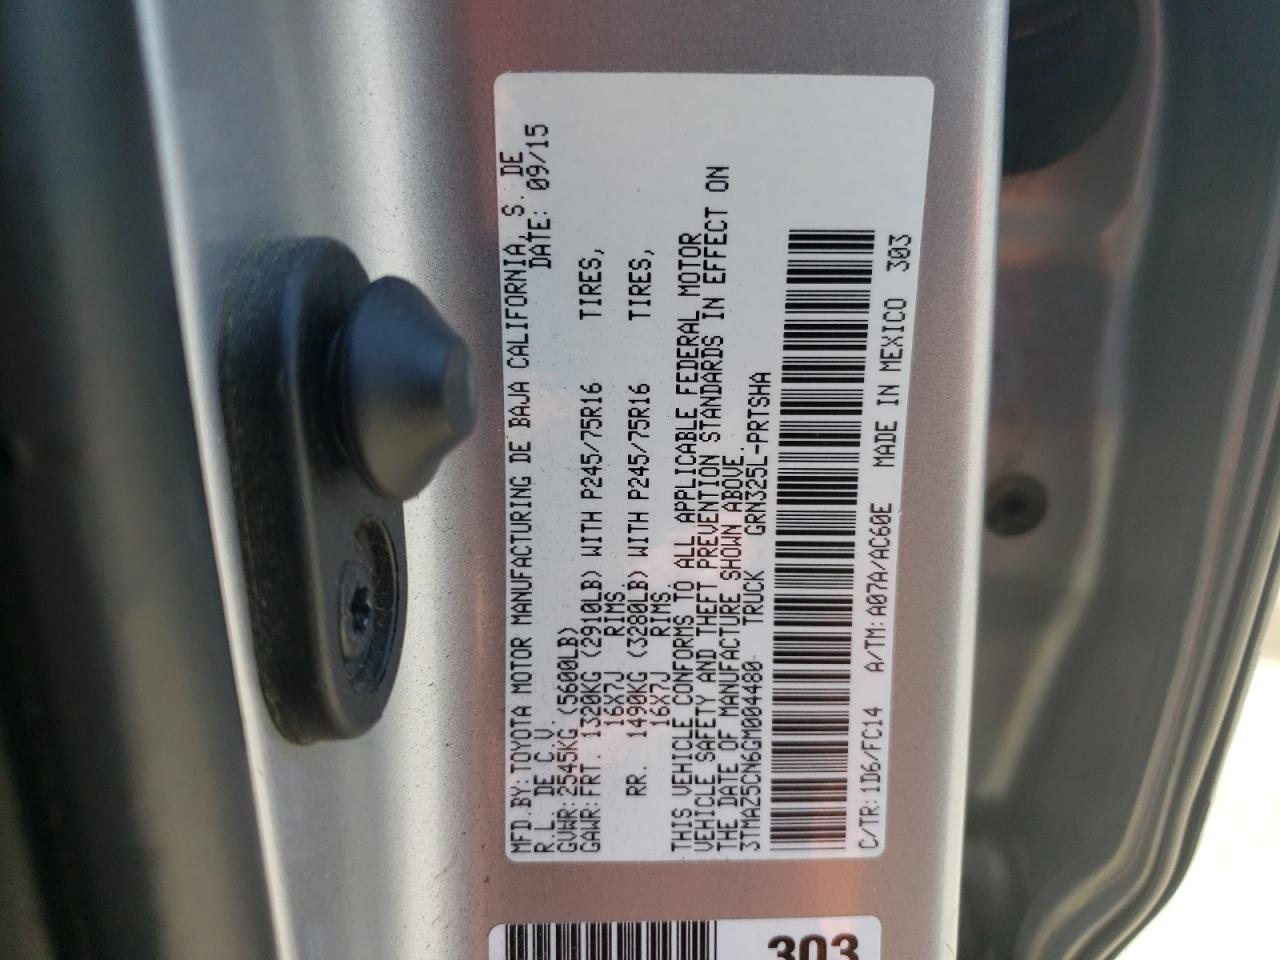 MFD.BY:TOYOTA MOTOR MANUFACTURING DE BAJA CALIFORNIA,S. DE
R.L. DE C.V. DATE: 09/15
GVWR:2545KG (5600LB)
GAWR:FRT. 1320KG (2910LB) WITH P245/75R16 TIRES,
16X7J RIMS.
RR. 1490KG (3280LB) WITH P245/75R16 TIRES,
16X7J RIMS.
THIS VEHICLE CONFORMS TO ALL APPLICABLE FEDERAL MOTOR
VEHICLE SAFETY AND THEFT PREVENTION STANDARDS IN EFFECT ON
THE DATE OF MANUFACTURE SHOWN ABOVE.
3TMAZ5CN6GM004480 TRUCK GRN325L-PRTSHA
C/TR:1D6/FC14 A/TM:A07A/AC60E MADE IN MEXICO 303
303